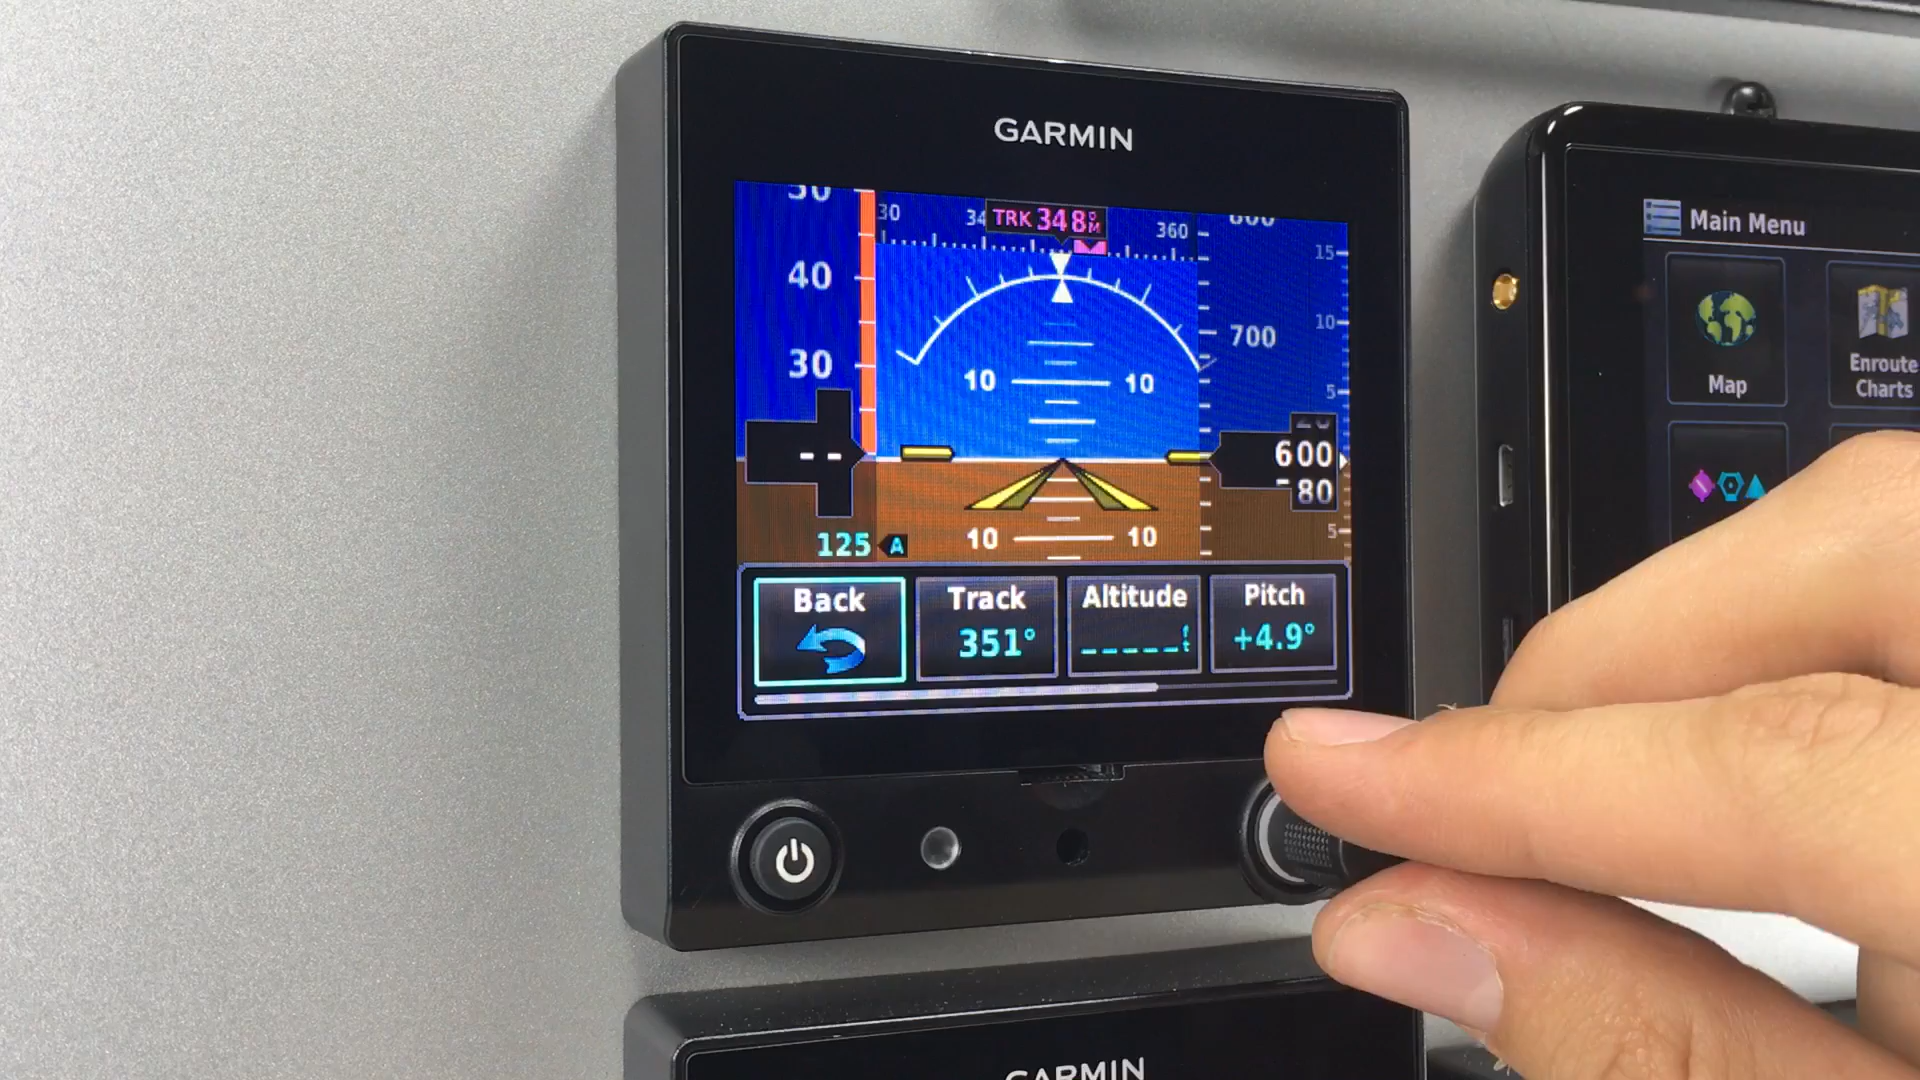 GARMIN
30 34 TRK 348°M 360
40
30
--
125 A
10 10
10 10
15
10
5
5
700
600
80
Back Track Altitude Pitch
351° _____ft +4.9°
Main Menu
Map
Enroute
Charts
GARMIN